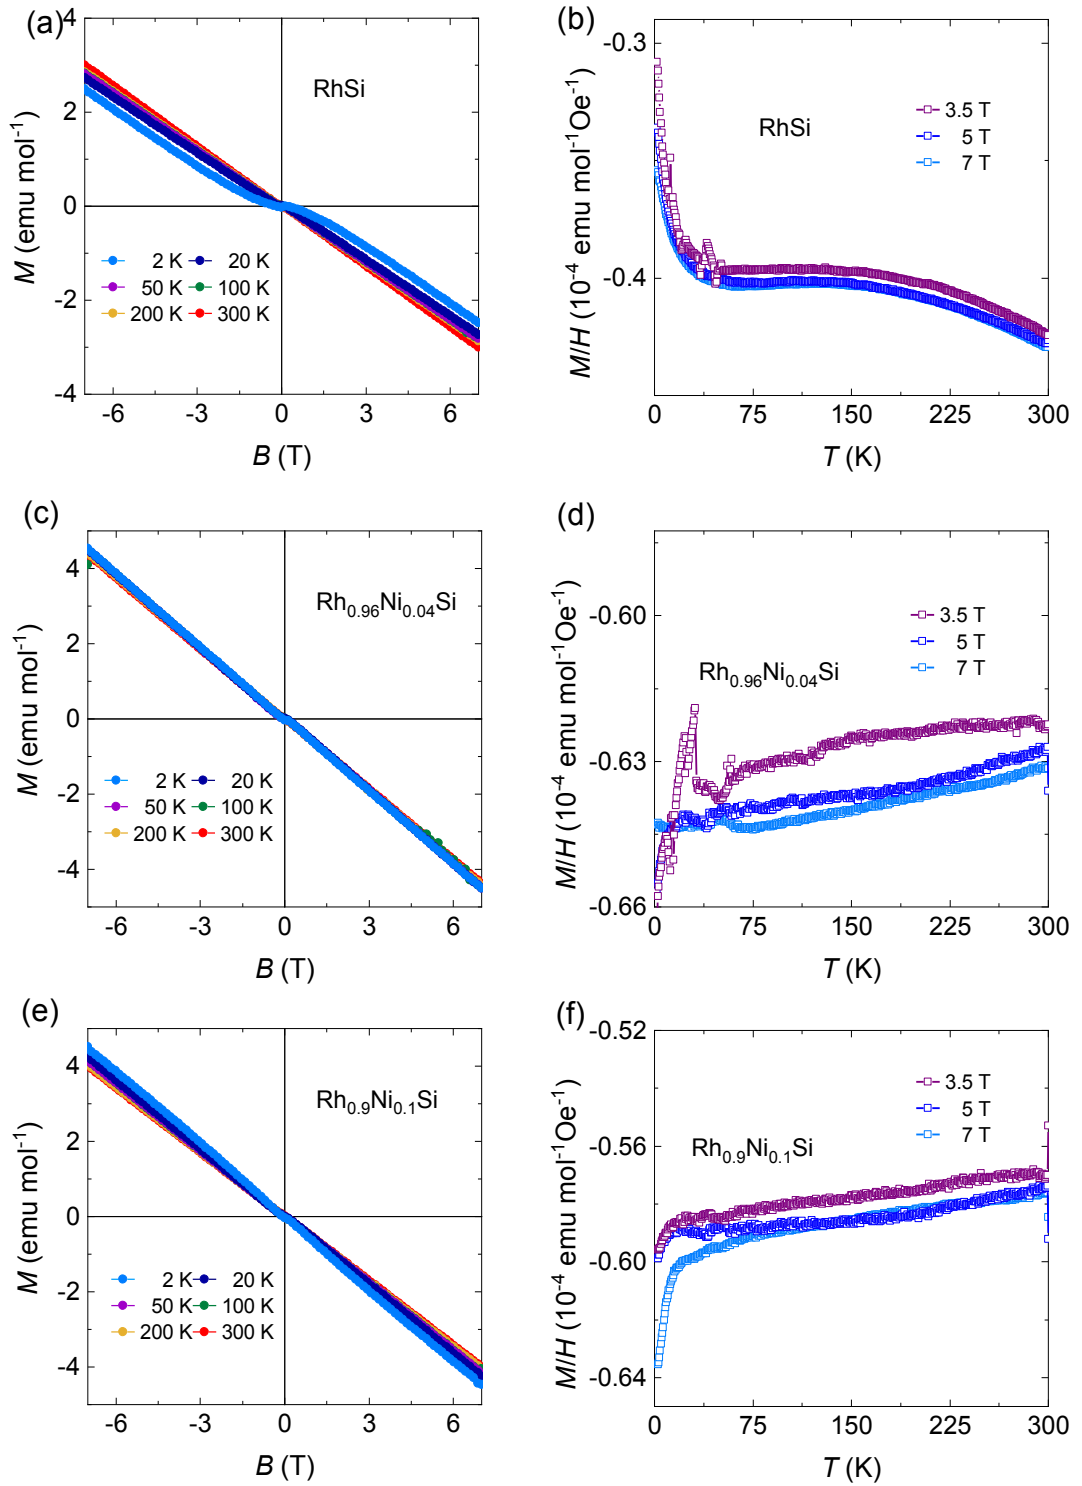 (a)
RhSi
M (emu mol⁻¹)
4
2
0
-2
-4
2 K
20 K
50 K
100 K
200 K
300 K
-6
-3
0
3
6
B (T)
(b)
RhSi
M/H (10⁻⁴ emu mol⁻¹Oe⁻¹)
-0.3
-0.4
3.5 T
5 T
7 T
0
75
150
225
300
T (K)
(c)
Rh₀.₉₆Ni₀.₀₄Si
M (emu mol⁻¹)
4
2
0
-2
-4
2 K
20 K
50 K
100 K
200 K
300 K
-6
-3
0
3
6
B (T)
(d)
Rh₀.₉₆Ni₀.₀₄Si
M/H (10⁻⁴ emu mol⁻¹Oe⁻¹)
-0.60
-0.63
-0.66
3.5 T
5 T
7 T
0
75
150
225
300
T (K)
(e)
Rh₀.₉Ni₀.₁Si
M (emu mol⁻¹)
4
2
0
-2
-4
2 K
20 K
50 K
100 K
200 K
300 K
-6
-3
0
3
6
B (T)
(f)
Rh₀.₉Ni₀.₁Si
M/H (10⁻⁴ emu mol⁻¹Oe⁻¹)
-0.52
-0.56
-0.60
-0.64
3.5 T
5 T
7 T
0
75
150
225
300
T (K)